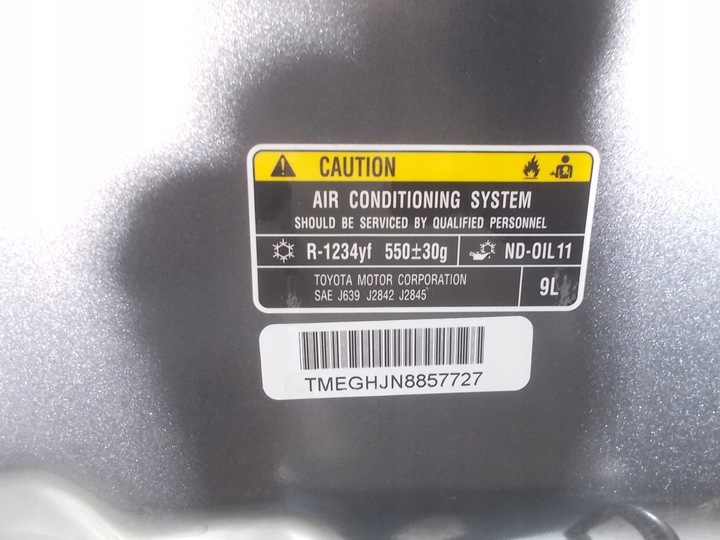 CAUTION
AIR CONDITIONING SYSTEM
SHOULD BE SERVICED BY QUALIFIED PERSONNEL
R-1234yf 550±30g ND-OIL11
TOYOTA MOTOR CORPORATION
SAE J639 J2842 J2845
9L
TMEGHJN8857727